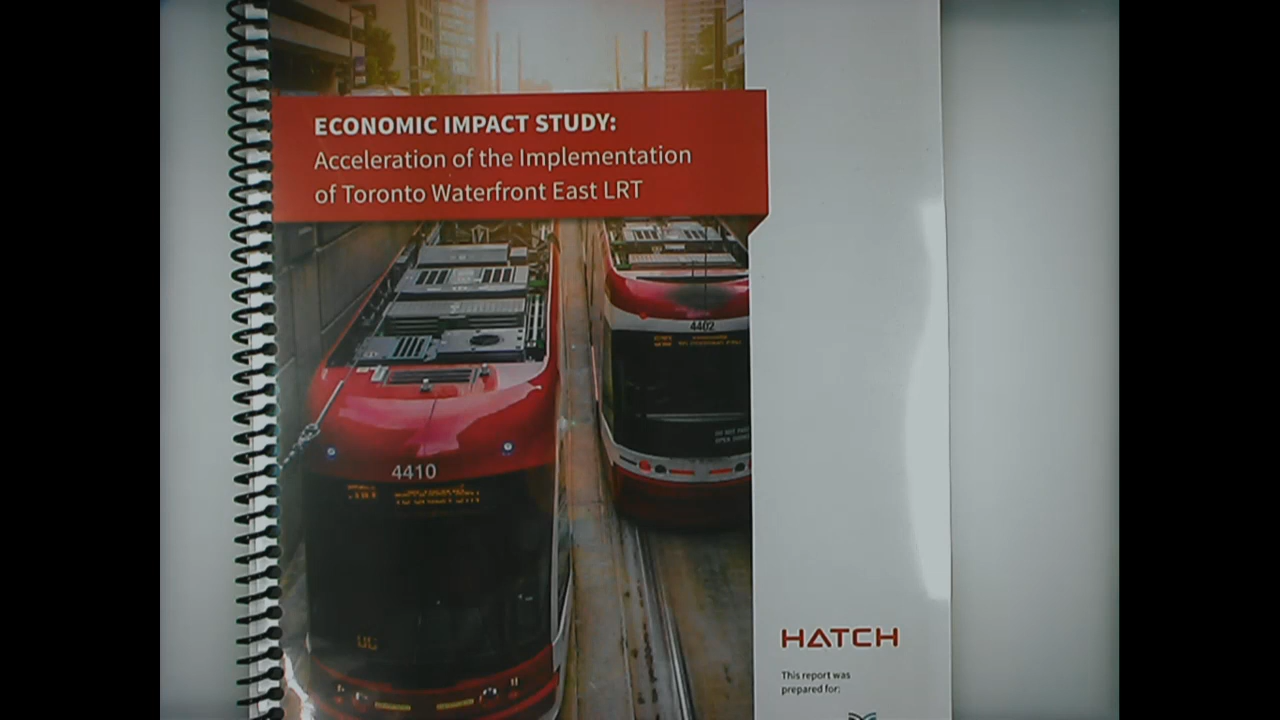 ECONOMIC IMPACT STUDY:
Acceleration of the Implementation
of Toronto Waterfront East LRT
4402
4410
HATCH
This report was
prepared for: